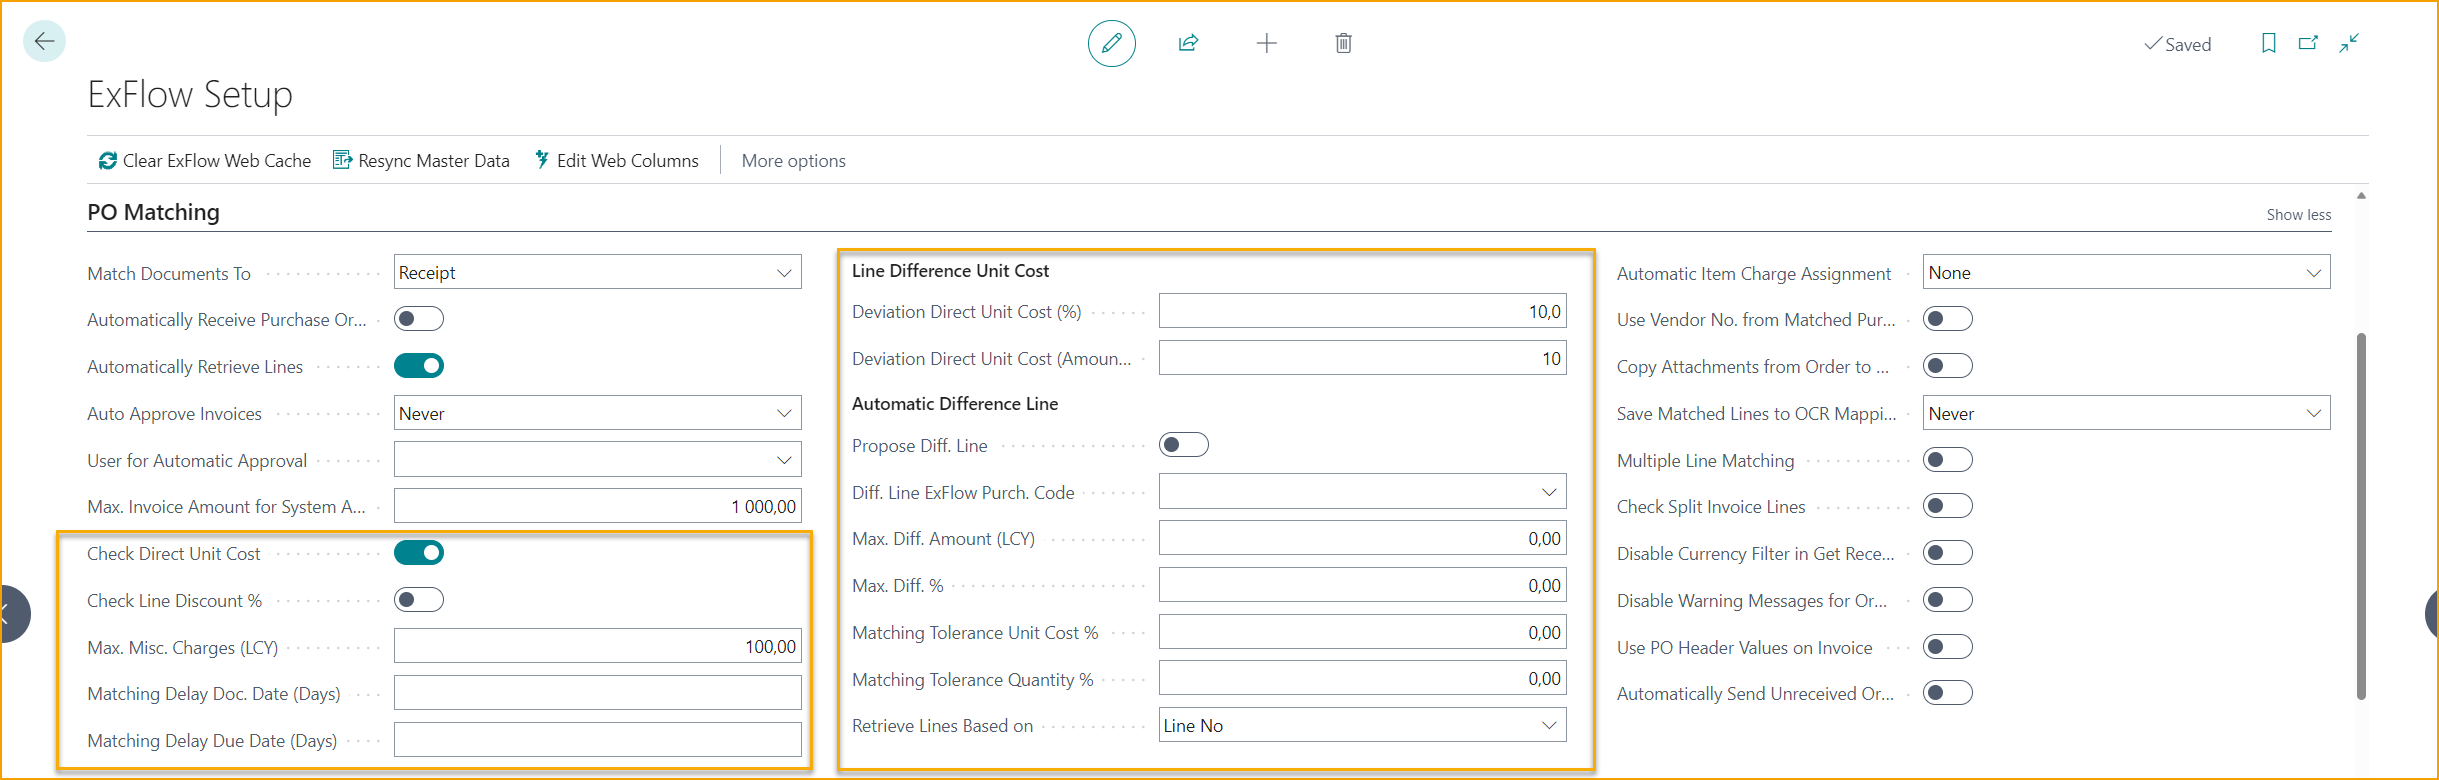 Saved
ExFlow Setup
Clear ExFlow Web Cache
Resync Master Data
Edit Web Columns
More options
PO Matching
Show less
Match Documents To
Receipt
Automatically Receive Purchase Or...
Automatically Retrieve Lines
Auto Approve Invoices
Never
User for Automatic Approval
Max. Invoice Amount for System A...
1 000,00
Check Direct Unit Cost
Check Line Discount %
Max. Misc. Charges (LCY)
100,00
Matching Delay Doc. Date (Days)
Matching Delay Due Date (Days)
Line Difference Unit Cost
Deviation Direct Unit Cost (%)
10,0
Deviation Direct Unit Cost (Amoun...
10
Automatic Difference Line
Propose Diff. Line
Diff. Line ExFlow Purch. Code
Max. Diff. Amount (LCY)
0,00
Max. Diff. %
0,00
Matching Tolerance Unit Cost %
0,00
Matching Tolerance Quantity %
0,00
Retrieve Lines Based on
Line No
Automatic Item Charge Assignment
None
Use Vendor No. from Matched Pur...
Copy Attachments from Order to ...
Save Matched Lines to OCR Mappi...
Never
Multiple Line Matching
Check Split Invoice Lines
Disable Currency Filter in Get Rece...
Disable Warning Messages for Or...
Use PO Header Values on Invoice
Automatically Send Unreceived Or...